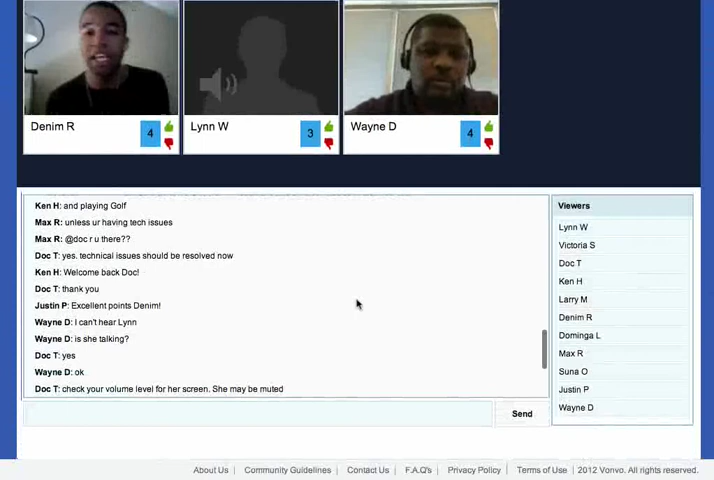 Denim R
4
Lynn W
3
Wayne D
4
Ken H: and playing Golf
Max R: unless ur having tech issues
Max R: @doc r u there??
Doc T: yes. technical issues should be resolved now
Ken H: Welcome back Doc!
Doc T: thank you
Justin P: Excellent points Denim!
Wayne D: I can't hear Lynn
Wayne D: is she talking?
Doc T: yes
Wayne D: ok
Doc T: check your volume level for her screen. She may be muted
Send
Viewers
Lynn W
Victoria S
Doc T
Ken H
Larry M
Denim R
Dominga L
Max R
Suna O
Justin P
Wayne D
About Us | Community Guidelines | Contact Us | F.A.Q's | Privacy Policy | Terms of Use | 2012 Vonvo. All rights reserved.